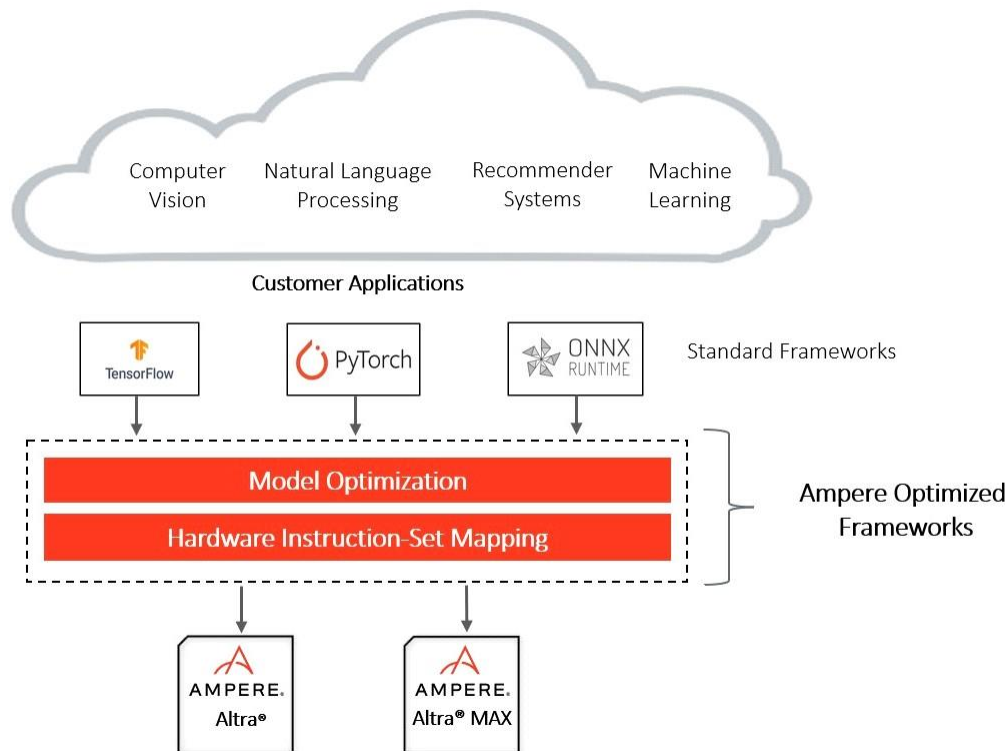 Computer Vision
Natural Language Processing
Recommender Systems
Machine Learning
Customer Applications
TensorFlow
PyTorch
ONNX RUNTIME
Standard Frameworks
Model Optimization
Hardware Instruction-Set Mapping
Ampere Optimized Frameworks
AMPERE.
Altra®
AMPERE.
Altra® MAX